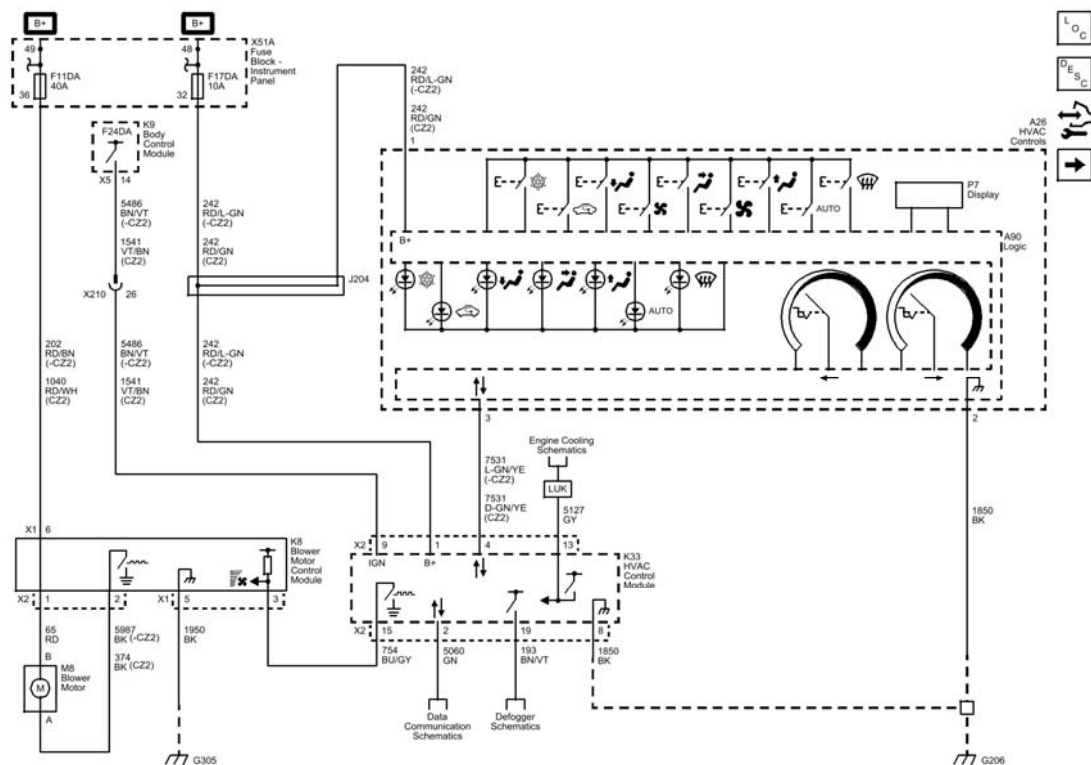 B+
B+
X51A
Fuse
Block -
Instrument
Panel
49
48
F11DA
40A
F17DA
10A
36
32
F24DA
K9
Body
Control
Module
X5
14
242
RD/L-GN
(-CZ2)
242
RD/GN
(CZ2)
1
LOC
DESC
A26
HVAC
Controls
P7
Display
AUTO
B+
A90
Logic
AUTO
5486
BN/VT
(-CZ2)
1541
VT/BN
(CZ2)
242
RD/L-GN
(-CZ2)
242
RD/GN
(CZ2)
J204
X210
26
202
RD/BN
(-CZ2)
1040
RD/WH
(CZ2)
5486
BN/VT
(-CZ2)
1541
VT/BN
(CZ2)
242
RD/L-GN
(-CZ2)
242
RD/GN
(CZ2)
3
2
Engine Cooling
Schematics
7531
L-GN/YE
(-CZ2)
7531
D-GN/YE
(CZ2)
LUK
5127
GY
1850
BK
X1
6
K8
Blower
Motor
Control
Module
X2
9
1
4
13
IGN
B+
K33
HVAC
Control
Module
X2
1
2
X1
5
3
X2
15
2
19
8
65
RD
5987
BK
(-CZ2)
374
BK
(CZ2)
1950
BK
754
BU/GY
5060
GN
193
BN/VT
1850
BK
B
M8
Blower
Motor
M
A
Data
Communication
Schematics
Defogger
Schematics
G305
G206